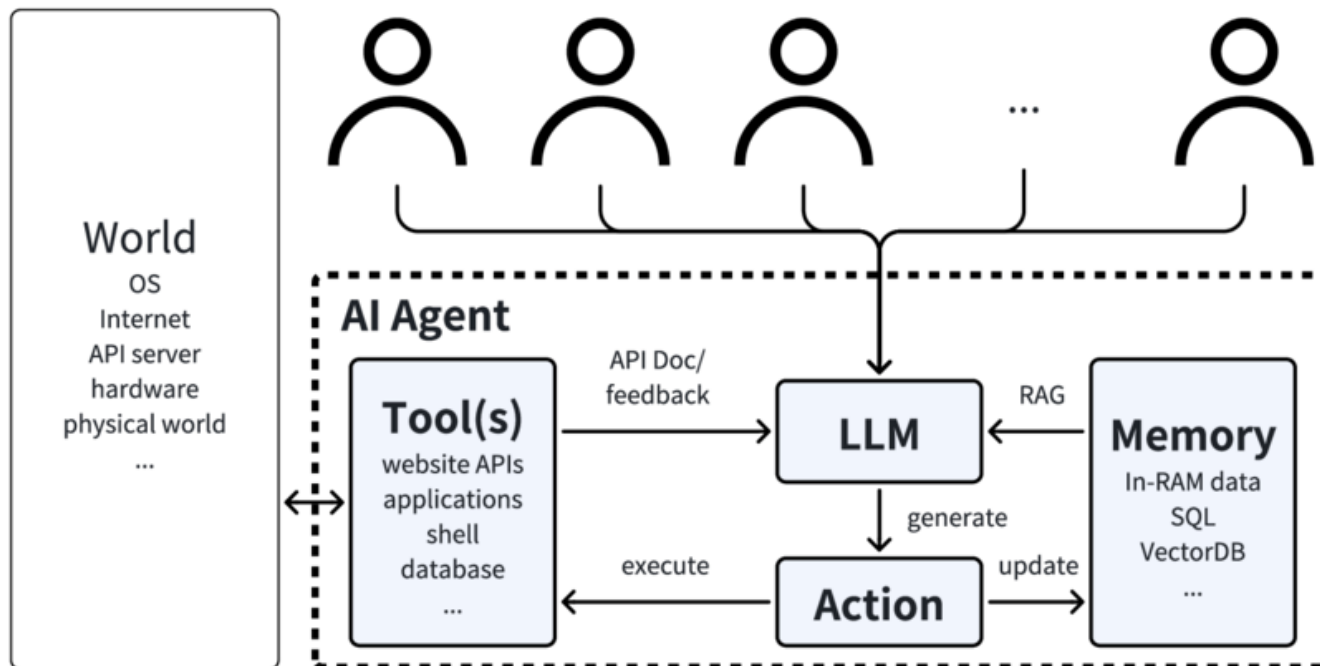 ...
World
OS
Internet
API server
hardware
physical world
...
AI Agent
Tool(s)
website APIs
applications
shell
database
...
API Doc/
feedback
LLM
RAG
Memory
In-RAM data
SQL
VectorDB
...
generate
execute
Action
update